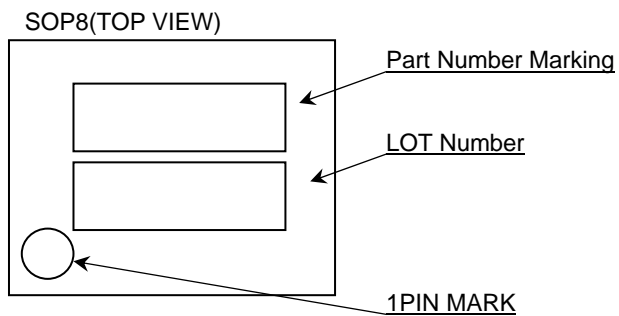 SOP8(TOP VIEW)
Part Number Marking
LOT Number
1PIN MARK